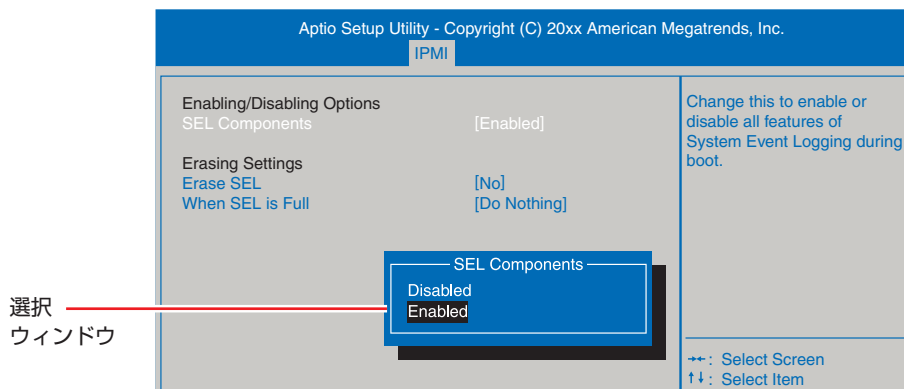 Aptio Setup Utility - Copyright (C) 20xx American Megatrends, Inc.
IPMI
Enabling/Disabling Options
SEL Components [Enabled]
Erasing Settings
Erase SEL [No]
When SEL is Full [Do Nothing]
Change this to enable or
disable all features of
System Event Logging during
boot.
SEL Components
Disabled
Enabled
選択
ウィンドウ
→←: Select Screen
↑↓: Select Item